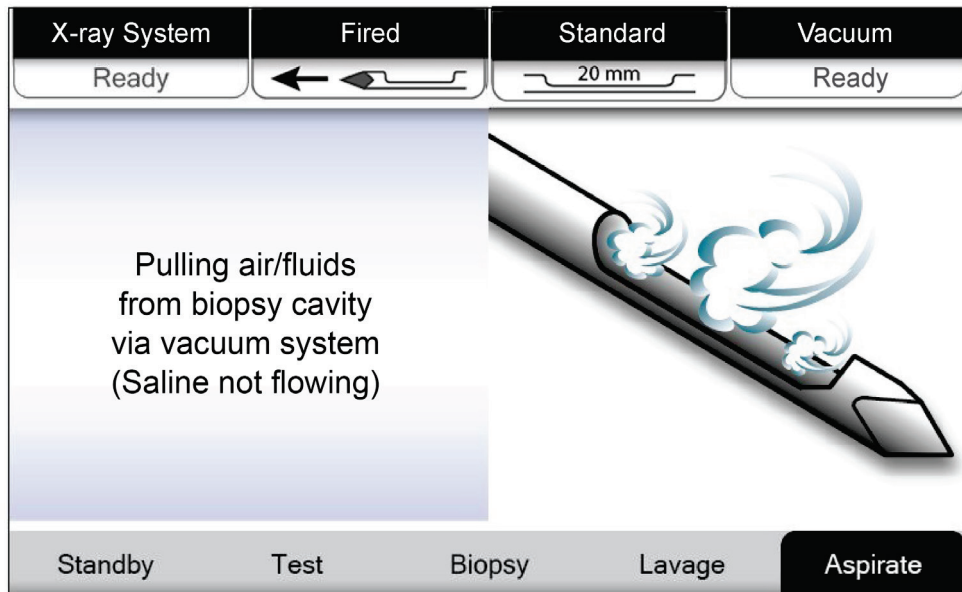 X-ray System
Fired
Standard
Vacuum
Ready
20 mm
Ready
Pulling air/fluids
from biopsy cavity
via vacuum system
(Saline not flowing)
Standby
Test
Biopsy
Lavage
Aspirate